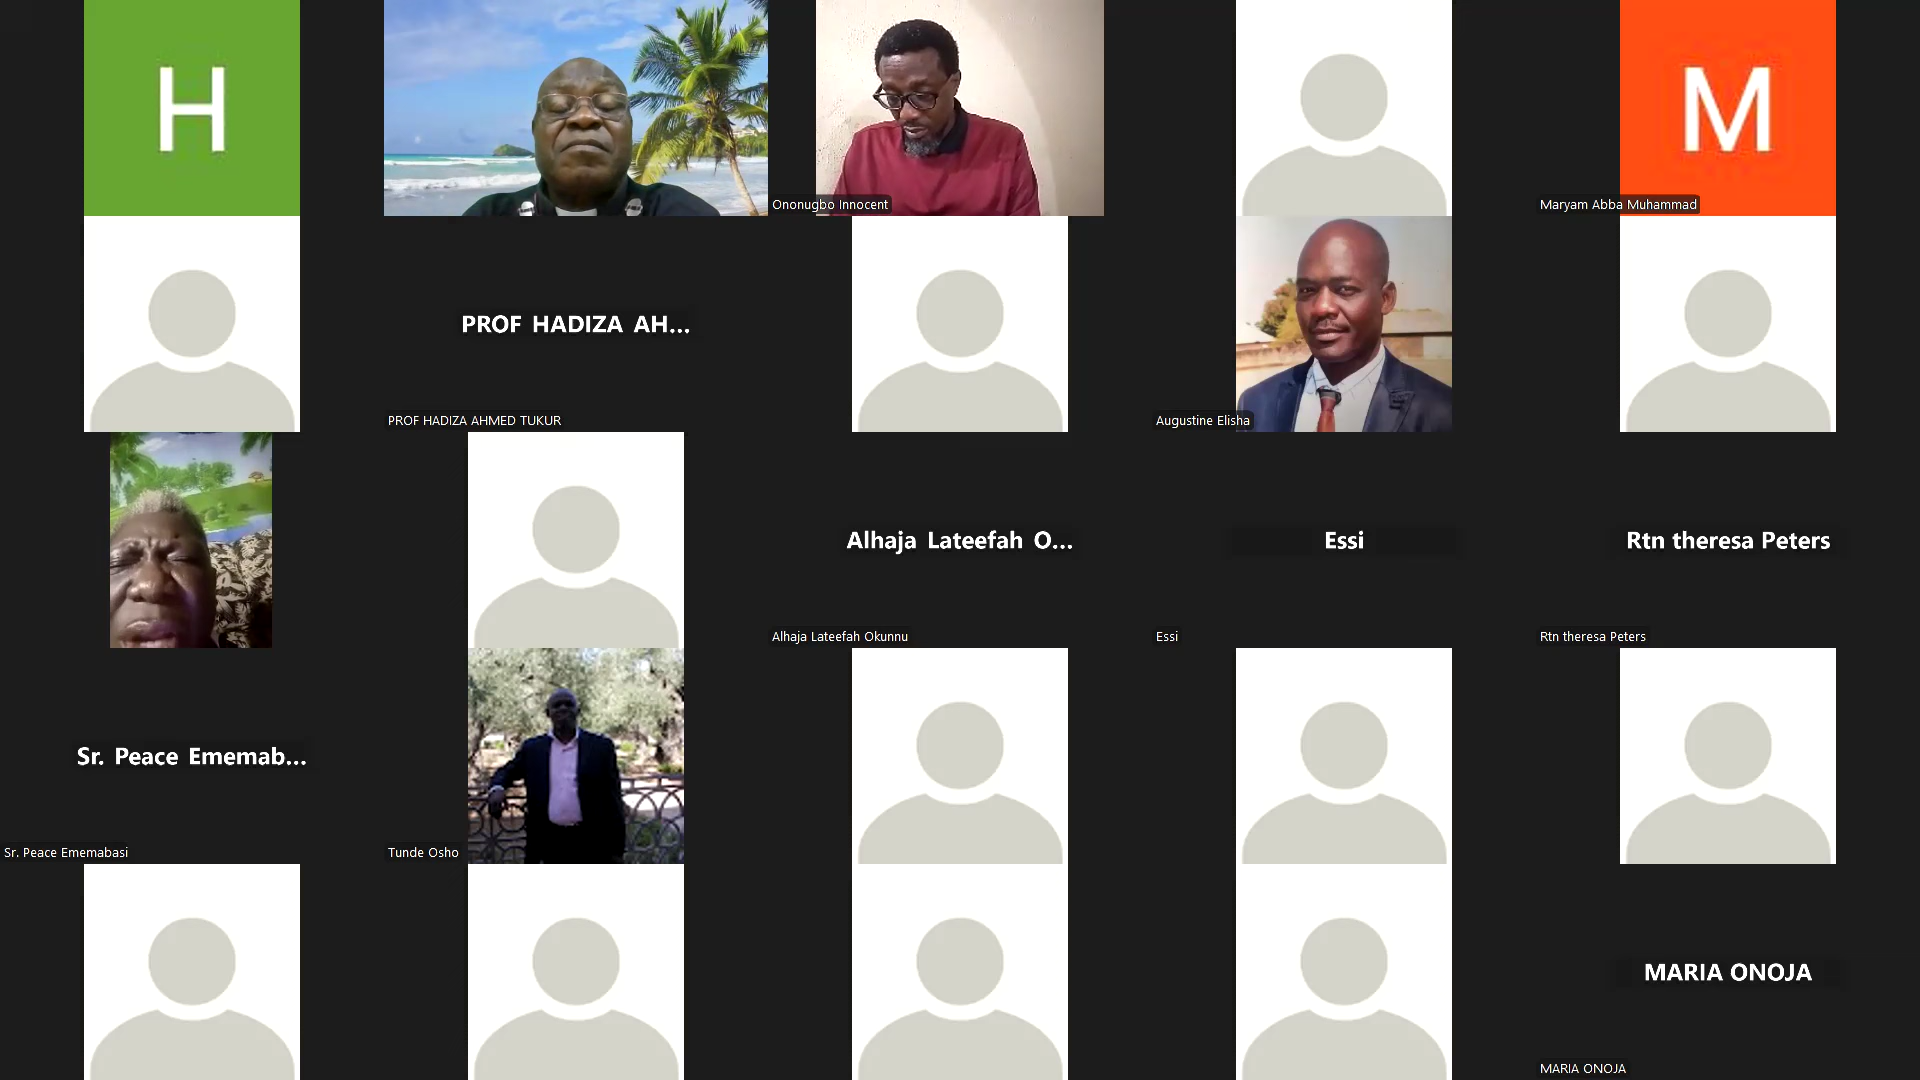 H
M
Ononugbo Innocent
Maryam Abba Muhammad
PROF HADIZA AH...
PROF HADIZA AHMED TUKUR
Augustine Elisha
Alhaja Lateefah O...
Essi
Rtn theresa Peters
Alhaja Lateefah Okunnu
Essi
Rtn theresa Peters
Sr. Peace Ememab...
Sr. Peace Ememabasi
Tunde Osho
MARIA ONOJA
MARIA ONOJA